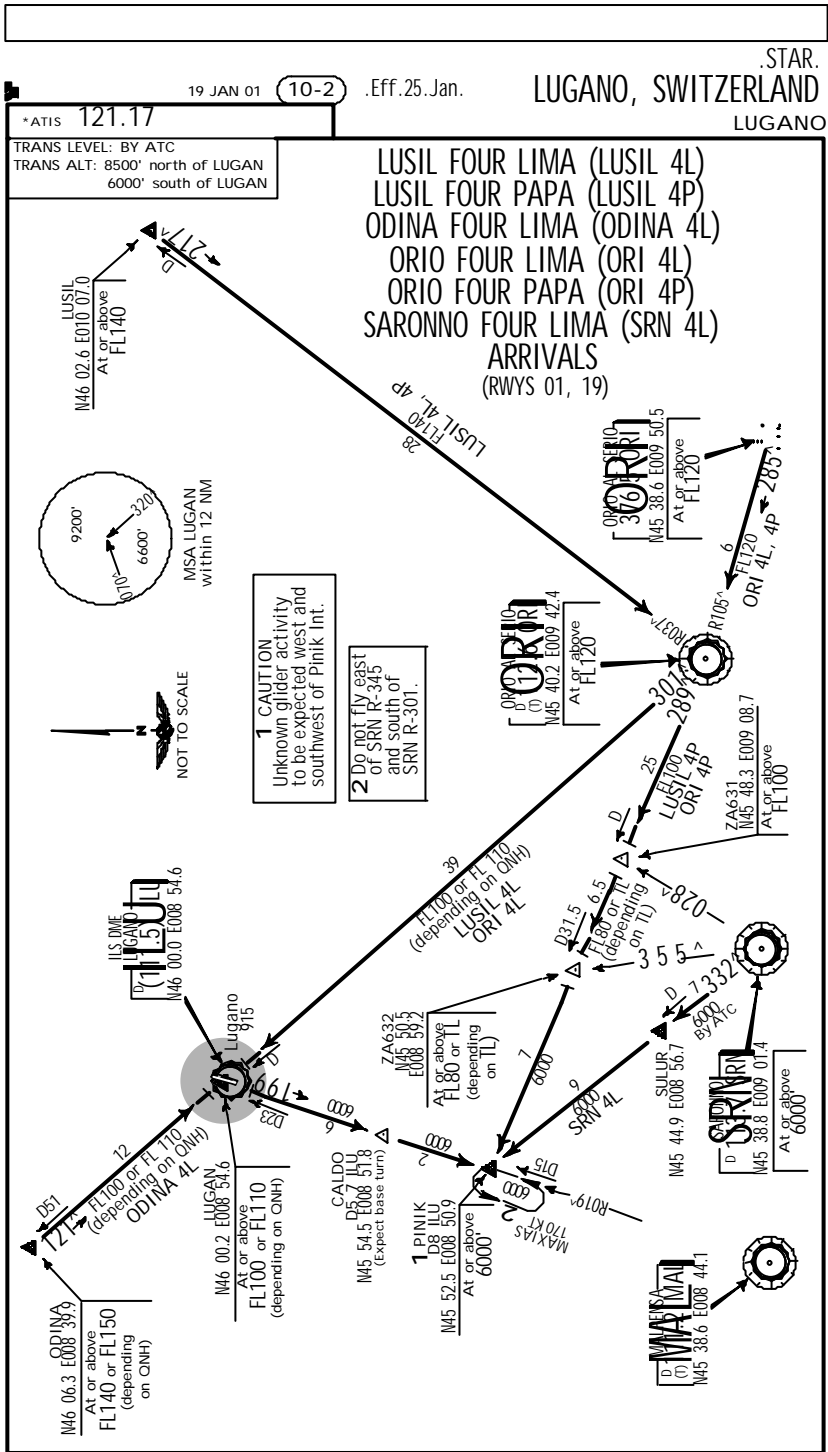 .STAR.
19 JAN 01
10-2
.Eff.25.Jan.
LUGANO, SWITZERLAND
LUGANO
*ATIS 121.17
TRANS LEVEL: BY ATC
TRANS ALT: 8500' north of LUGAN
6000' south of LUGAN
LUSIL FOUR LIMA (LUSIL 4L)
LUSIL FOUR PAPA (LUSIL 4P)
ODINA FOUR LIMA (ODINA 4L)
ORIO FOUR LIMA (ORI 4L)
ORIO FOUR PAPA (ORI 4P)
SARONNO FOUR LIMA (SRN 4L)
ARRIVALS
(RWYS 01, 19)
LUSIL
N46 02.6 E010 07.0
At or above
FL140
D
217^
28
FL140
LUSIL 4L, 4P
R037^
9200'
6600'
320^
070^
MSA LUGAN
within 12 NM
N
NOT TO SCALE
1 CAUTION
Unknown glider activity
to be expected west and
southwest of Pinik Int.
2 Do not fly east
of SRN R-345
and south of
SRN R-301.
ORI
N45 38.6 E009 50.5
At or above
FL120
285^
6
FL120
ORI 4L, 4P
R105^
ORI
D
(T)
N45 40.2 E009 42.4
At or above
FL120
301^
289^
25
FL100
LUSIL 4P
ORI 4P
D
ZA631
N45 48.3 E009 08.7
At or above
FL100
028^
39
FL100 or FL 110
(depending on QNH)
LUSIL 4L
ORI 4L
D
6.5
FL80 or TL
(depending
on TL)
D31.5
355^
ZA632
N45 50.5
E008 59.2
At or above
FL80 or TL
(depending
on TL)
7
6000
ILS DME
LUGANO
D
(111.5) ILU
N46 00.0 E008 54.6
Lugano
915
199^
D23
6000
6
2
6000
CALDO
D5.7 ILU
N45 54.5 E008 51.8
(Expect base turn)
LUGAN
N46 00.2 E008 54.6
At or above
FL100 or FL110
(depending on QNH)
ODINA
N46 06.3 E008 39.9
At or above
FL140 or FL150
(depending
on QNH)
D51
121^
12
FL100 or FL 110
(depending on QNH)
ODINA 4L
1 PINIK
D8 ILU
N45 52.5 E008 50.9
At or above
6000'
6000
2
MAXIAS
170 KT
R019^
D15
9
6000
SRN 4L
SULUR
N45 44.9 E008 56.7
332^
7
D
6000
By ATC
SRN
D
N45 38.8 E009 01.4
At or above
6000'
MAL
D
(T)
N45 38.6 E008 44.1